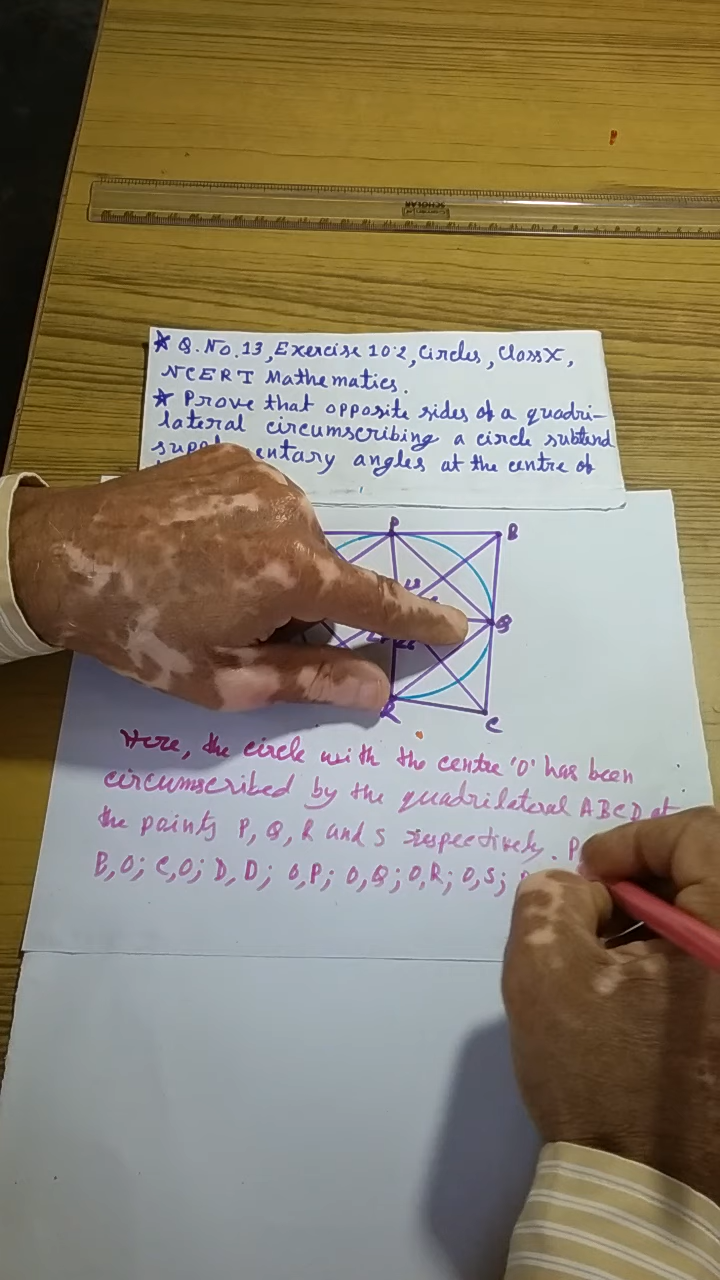 ★ Q. No. 13, Exercise 10.2, Circles, Class X,
NCERT Mathematics.
★ Prove that opposite sides of a quadri-
lateral circumscribing a circle subtend
angles at the centre of
P
B
Q
R
C
Here, the circle with the centre 'O' has been
circumscribed by the quadrilateral ABCD at
the points P, Q, R and S respectively.
B,O; C,O; D,D; O,P; O,Q; O,R; O,S;
SCHOLAR